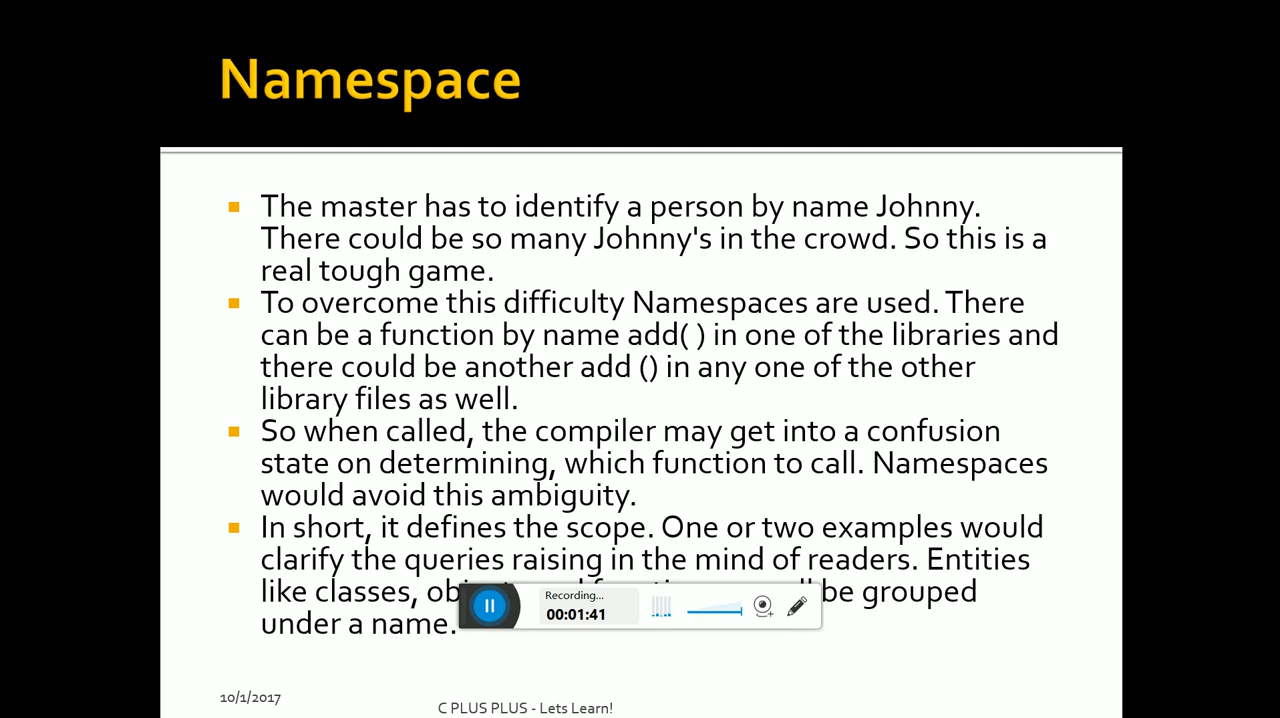 Namespace
The master has to identify a person by name Johnny.
There could be so many Johnny's in the crowd. So this is a
real tough game.
To overcome this difficulty Namespaces are used. There
can be a function by name add( ) in one of the libraries and
there could be another add () in any one of the other
library files as well.
So when called, the compiler may get into a confusion
state on determining, which function to call. Namespaces
would avoid this ambiguity.
In short, it defines the scope. One or two examples would
clarify the queries raising in the mind of readers. Entities
like classes, be grouped
under a name.
Recording...
00:01:41
10/1/2017
C PLUS PLUS - Lets Learn!